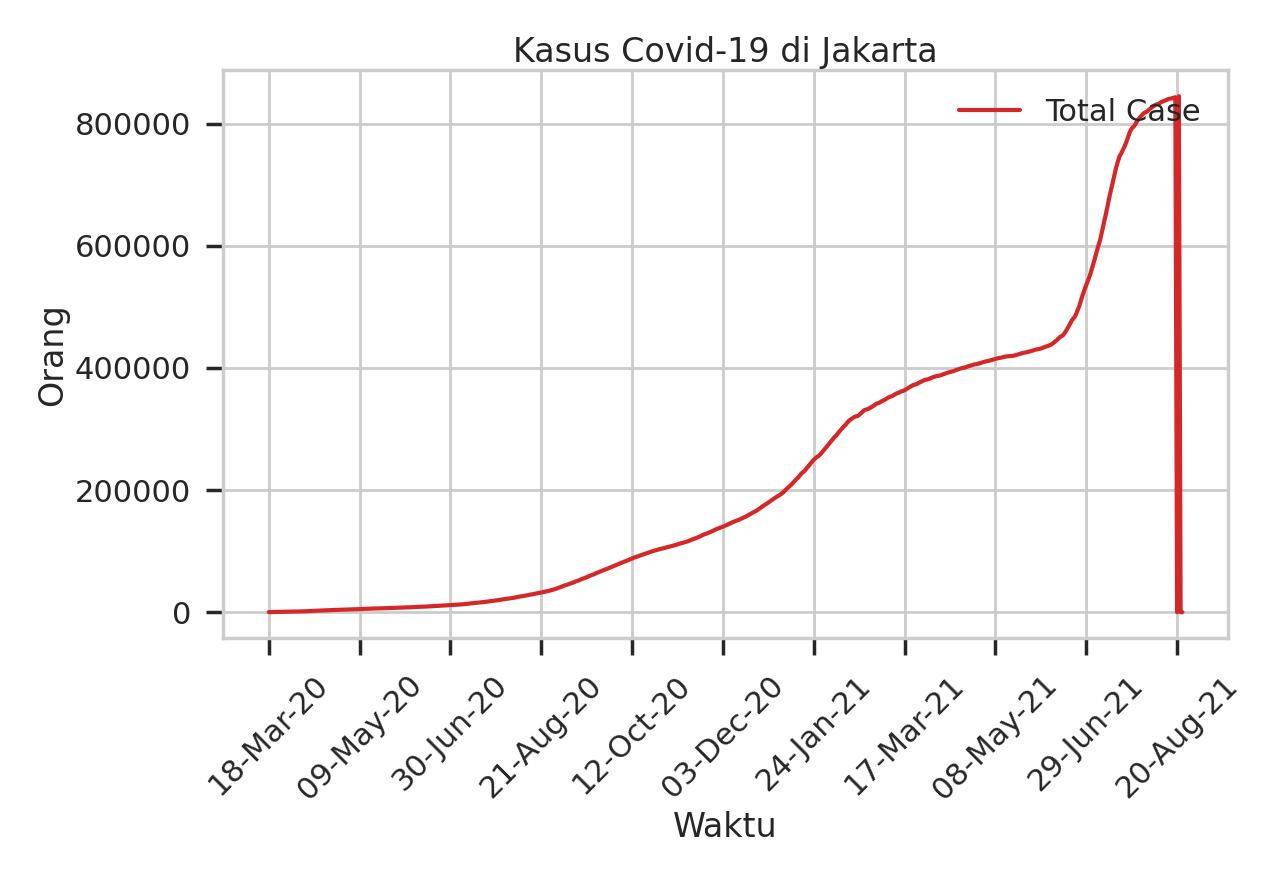 Kasus Covid-19 di Jakarta
Total Case
800000
600000
400000
200000
0
Orang
18-Mar-20
09-May-20
30-Jun-20
21-Aug-20
12-Oct-20
03-Dec-20
24-Jan-21
17-Mar-21
08-May-21
29-Jun-21
20-Aug-21
Waktu